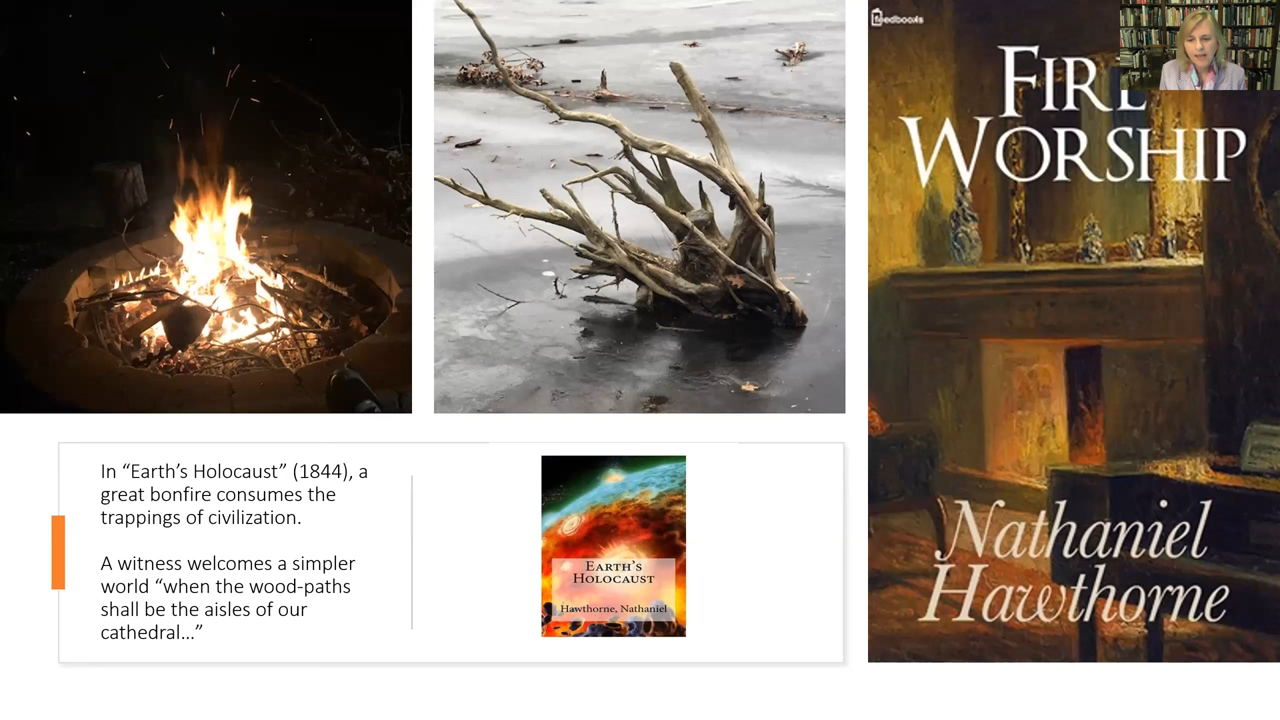 feedbooks
FIRE
WORSHIP
Nathaniel
Hawthorne
In “Earth’s Holocaust” (1844), a
great bonfire consumes the
trappings of civilization.
A witness welcomes a simpler
world “when the wood-paths
shall be the aisles of our
cathedral…”
EARTH’S
HOLOCAUST
Hawthorne, Nathaniel